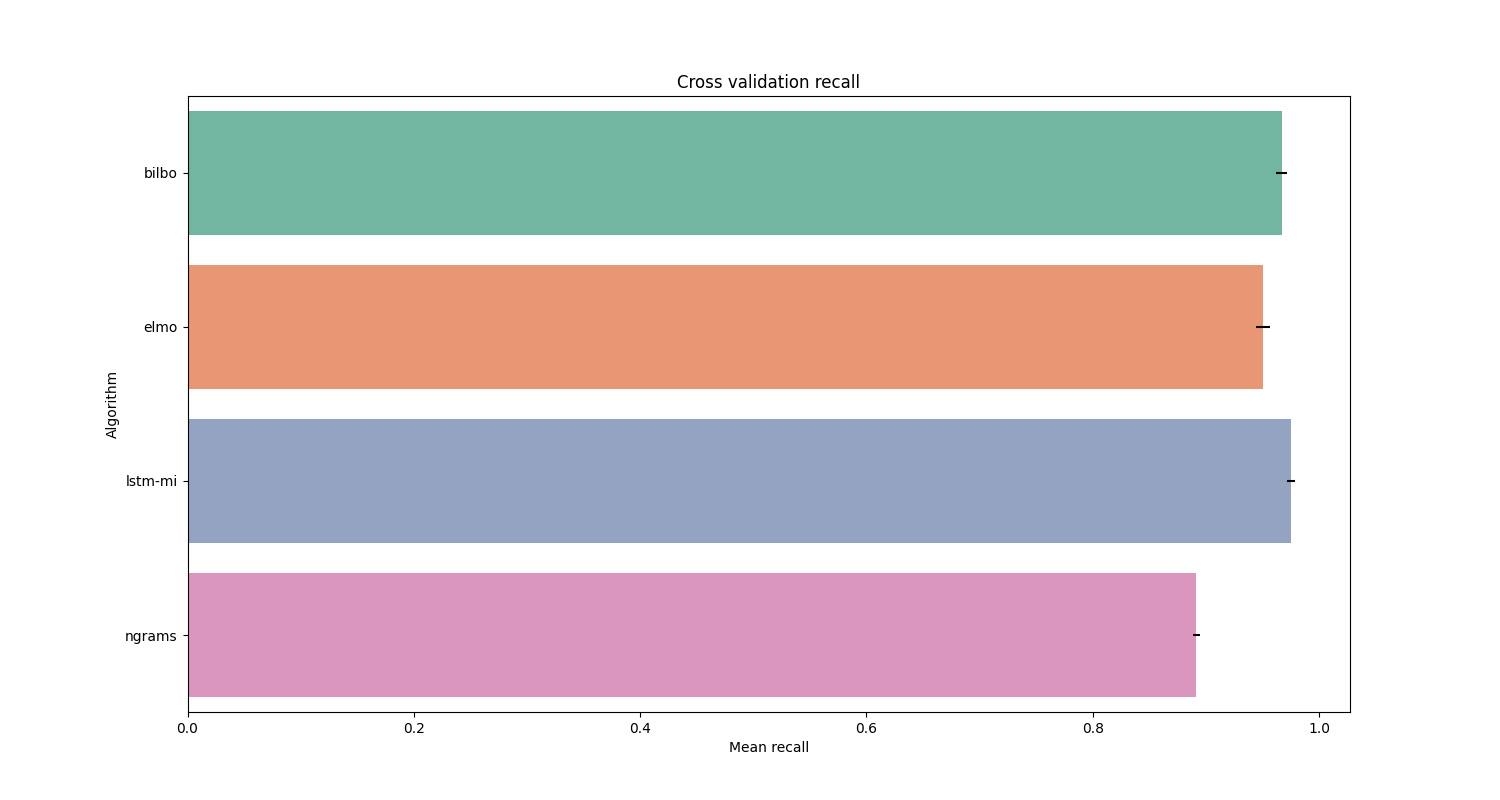 Cross validation recall
bilbo
elmo
lstm-mi
ngrams
Algorithm
0.0 0.2 0.4 0.6 0.8 1.0
Mean recall